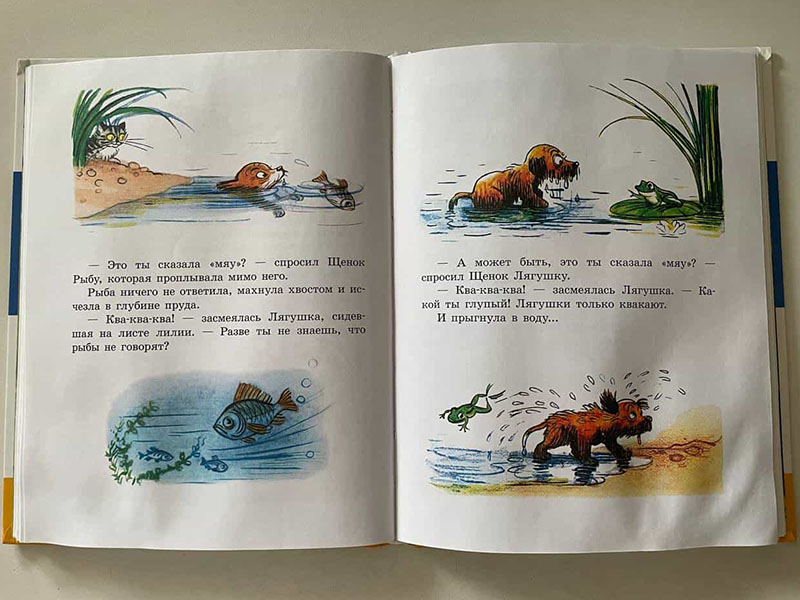 — Это ты сказала «мяу»? — спросил Щенок
Рыбу, которая проплывала мимо него.
Рыба ничего не ответила, махнула хвостом и ис-
чезла в глубине пруда.
— Ква-ква-ква! — засмеялась Лягушка, сидев-
шая на листе лилии. — Разве ты не знаешь, что
рыбы не говорят?
— А может быть, это ты сказала «мяу»? —
спросил Щенок Лягушку.
— Ква-ква-ква! — засмеялась Лягушка. — Ка-
кой ты глупый! Лягушки только квакают.
И прыгнула в воду...